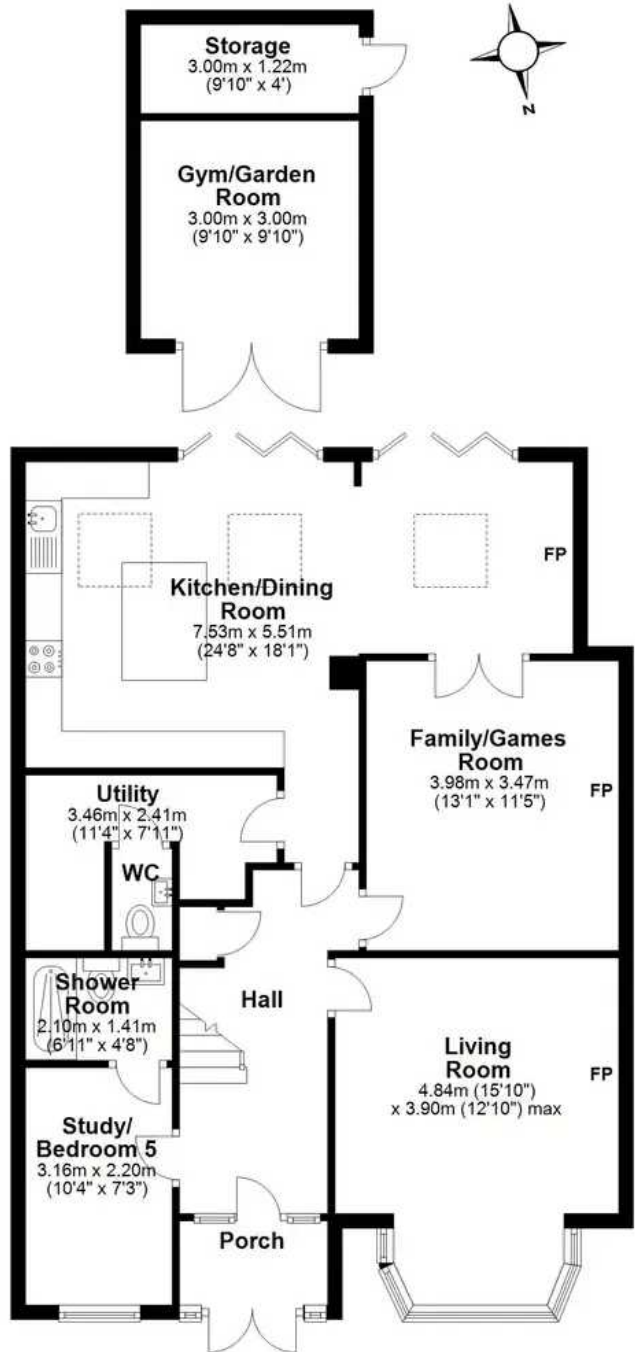 Storage
3.00m x 1.22m
(9'10" x 4')
N
Gym/Garden
Room
3.00m x 3.00m
(9'10" x 9'10")
FP
Kitchen/Dining
Room
7.53m x 5.51m
(24'8" x 18'1")
Family/Games
Room
3.98m x 3.47m
(13'1" x 11'5")
FP
Utility
3.46m x 2.41m
(11'4" x 7'11")
WC
Shower
Room
2.10m x 1.41m
(6'11" x 4'8")
Hall
Living
Room
4.84m (15'10")
x 3.90m (12'10") max
FP
Study/
Bedroom 5
3.16m x 2.20m
(10'4" x 7'3")
Porch